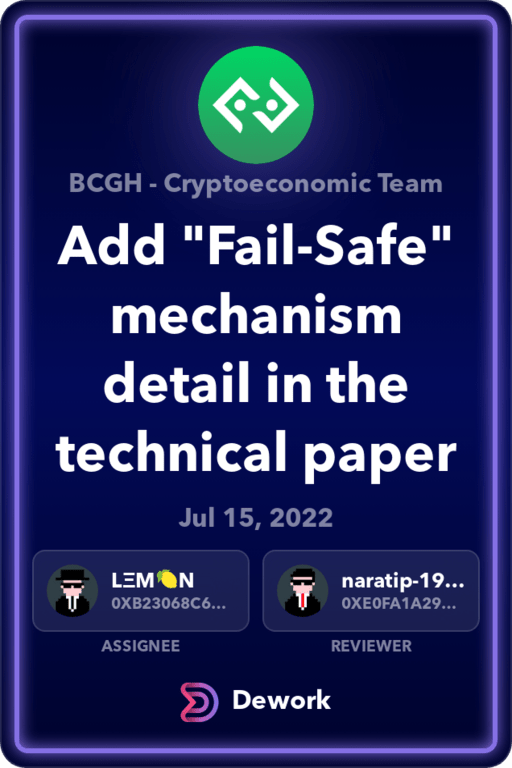 BCGH - Cryptoeconomic Team
Add "Fail-Safe"
mechanism
detail in the
technical paper
Jul 15, 2022
LΞM🍋N
0XB23068C6...
ASSIGNEE
naratip-19...
0XE0FA1A29...
REVIEWER
Dework